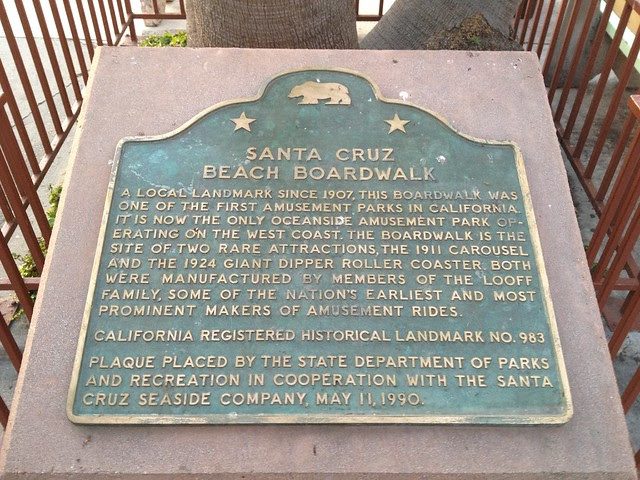 SANTA CRUZ
BEACH BOARDWALK
A LOCAL LANDMARK SINCE 1907, THIS BOARDWALK WAS
ONE OF THE FIRST AMUSEMENT PARKS IN CALIFORNIA.
IT IS NOW THE ONLY OCEANSIDE AMUSEMENT PARK OP-
ERATING ON THE WEST COAST. THE BOARDWALK IS THE
SITE OF TWO RARE ATTRACTIONS, THE 1911 CAROUSEL
AND THE 1924 GIANT DIPPER ROLLER COASTER. BOTH
WERE MANUFACTURED BY MEMBERS OF THE LOOFF
FAMILY, SOME OF THE NATION'S EARLIEST AND MOST
PROMINENT MAKERS OF AMUSEMENT RIDES.
CALIFORNIA REGISTERED HISTORICAL LANDMARK NO. 983
PLAQUE PLACED BY THE STATE DEPARTMENT OF PARKS
AND RECREATION IN COOPERATION WITH THE SANTA
CRUZ SEASIDE COMPANY, MAY 11, 1990.